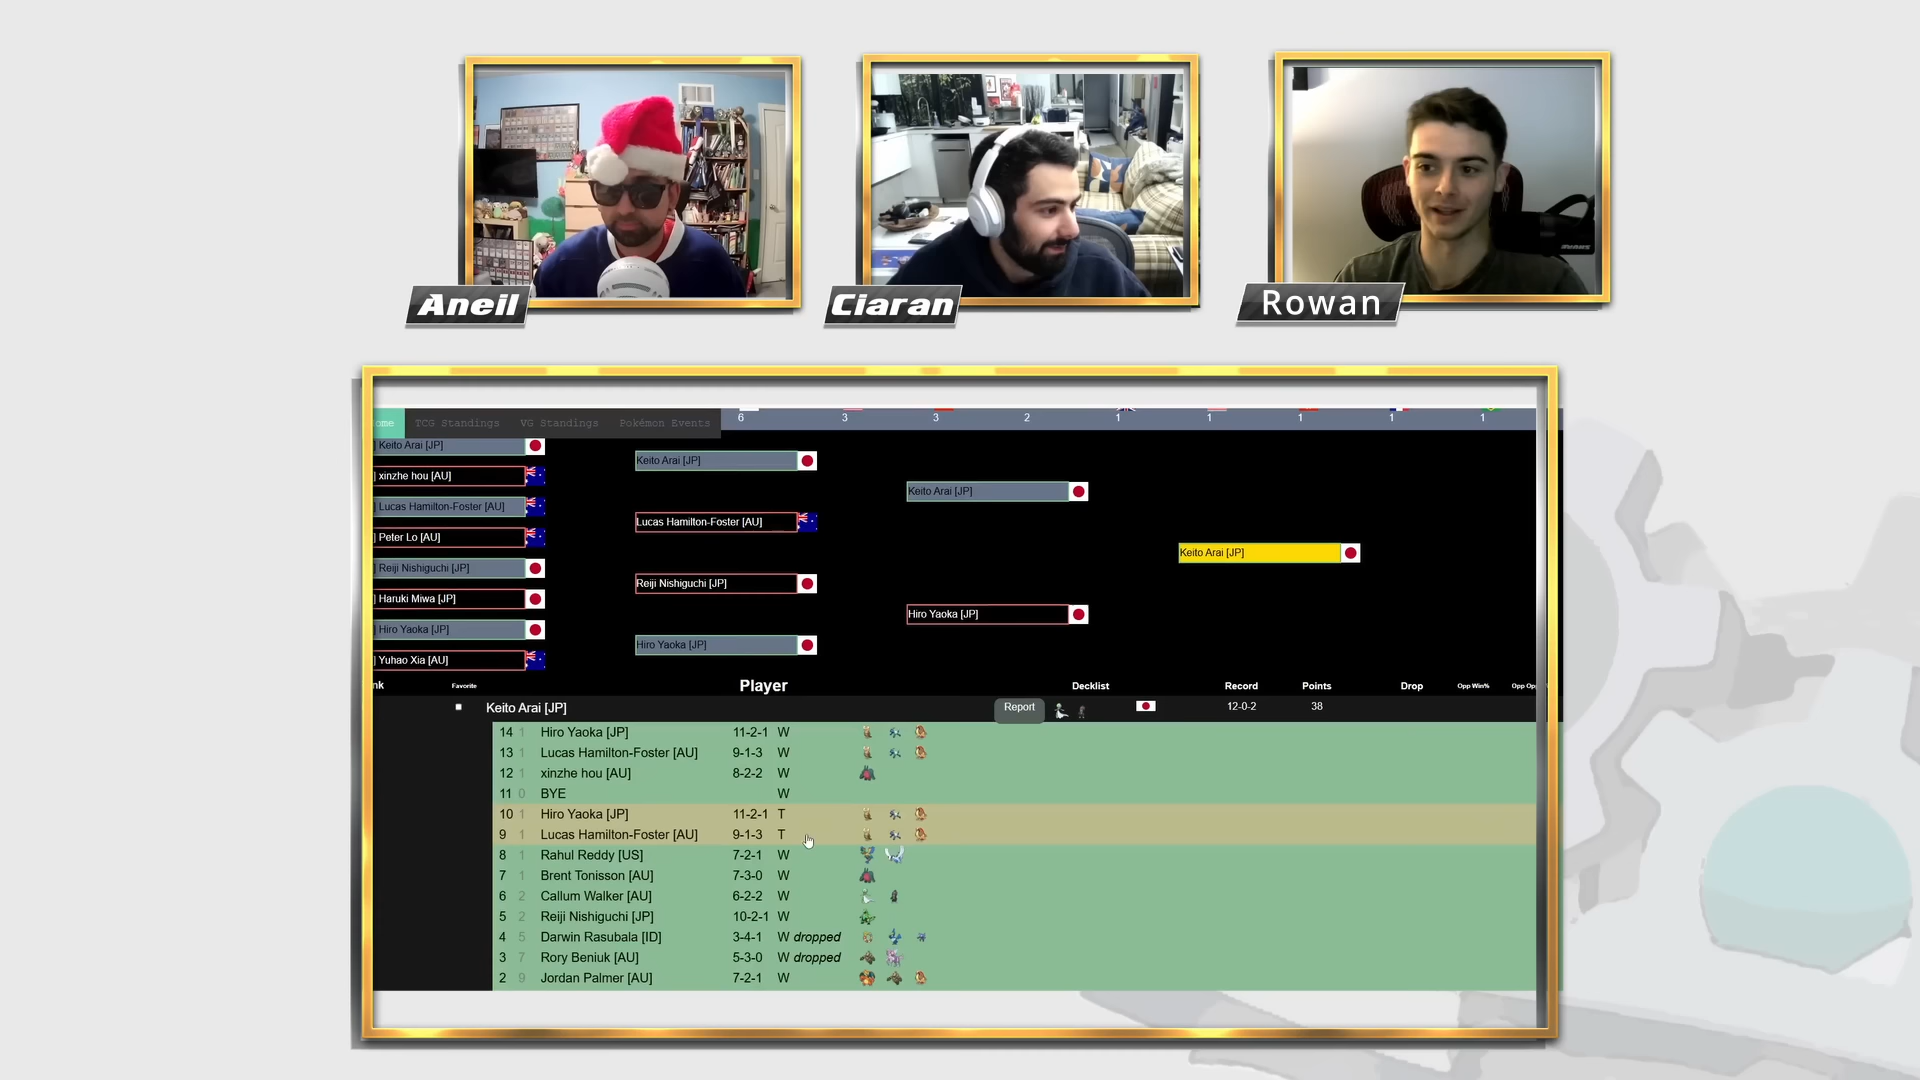 Aneil
Ciaran
Rowan
ome TCG Standings VG Standings Pokémon Events 6 3 3 2 1 1 1 1 1
] Keito Arai [JP]
] xinzhe hou [AU]
] Lucas Hamilton-Foster [AU]
] Peter Lo [AU]
] Reiji Nishiguchi [JP]
] Haruki Miwa [JP]
] Hiro Yaoka [JP]
] Yuhao Xia [AU]
Keito Arai [JP]
Lucas Hamilton-Foster [AU]
Reiji Nishiguchi [JP]
Hiro Yaoka [JP]
Keito Arai [JP]
Hiro Yaoka [JP]
Keito Arai [JP]
nk Favorite Player Decklist Record Points Drop Opp Win% Opp Op
Keito Arai [JP] Report 12-0-2 38
14 1 Hiro Yaoka [JP] 11-2-1 W
13 1 Lucas Hamilton-Foster [AU] 9-1-3 W
12 1 xinzhe hou [AU] 8-2-2 W
11 0 BYE W
10 1 Hiro Yaoka [JP] 11-2-1 T
9 1 Lucas Hamilton-Foster [AU] 9-1-3 T
8 1 Rahul Reddy [US] 7-2-1 W
7 1 Brent Tonisson [AU] 7-3-0 W
6 2 Callum Walker [AU] 6-2-2 W
5 2 Reiji Nishiguchi [JP] 10-2-1 W
4 5 Darwin Rasubala [ID] 3-4-1 W dropped
3 7 Rory Beniuk [AU] 5-3-0 W dropped
2 9 Jordan Palmer [AU] 7-2-1 W